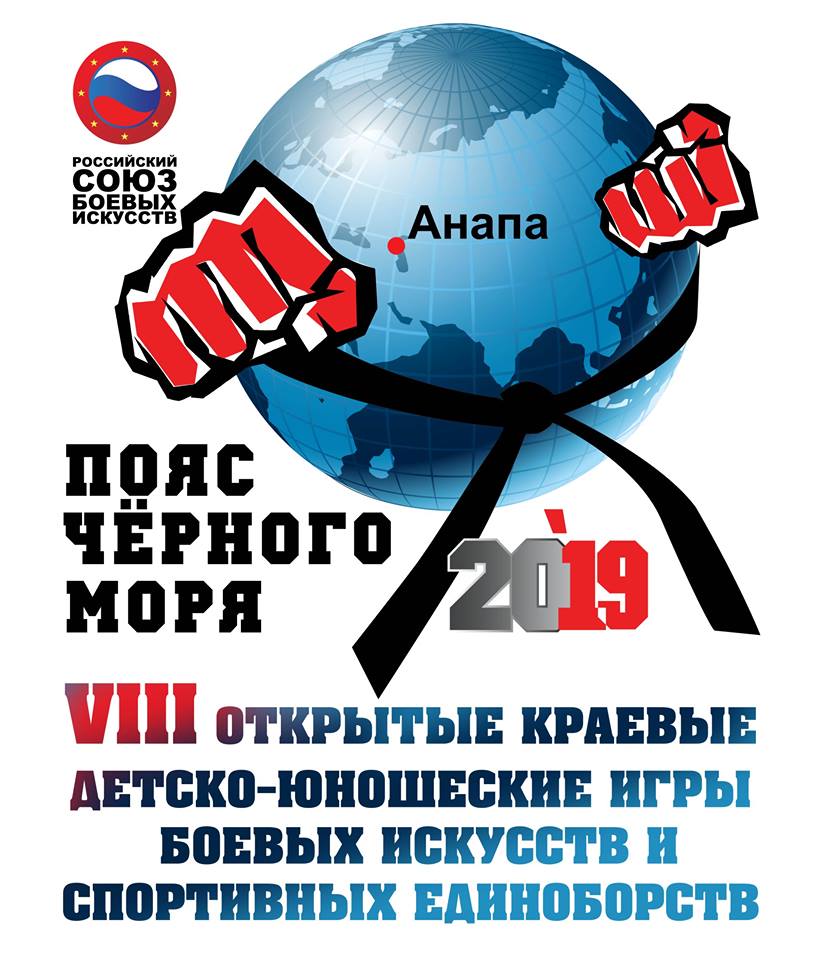 РОССИЙСКИЙ
СОЮЗ
БОЕВЫХ
ИСКУССТВ
Анапа
ПОЯС
ЧЁРНОГО
МОРЯ
20'19
VIII ОТКРЫТЫЕ КРАЕВЫЕ
ДЕТСКО-ЮНОШЕСКИЕ ИГРЫ
БОЕВЫХ ИСКУССТВ И
СПОРТИВНЫХ ЕДИНОБОРСТВ